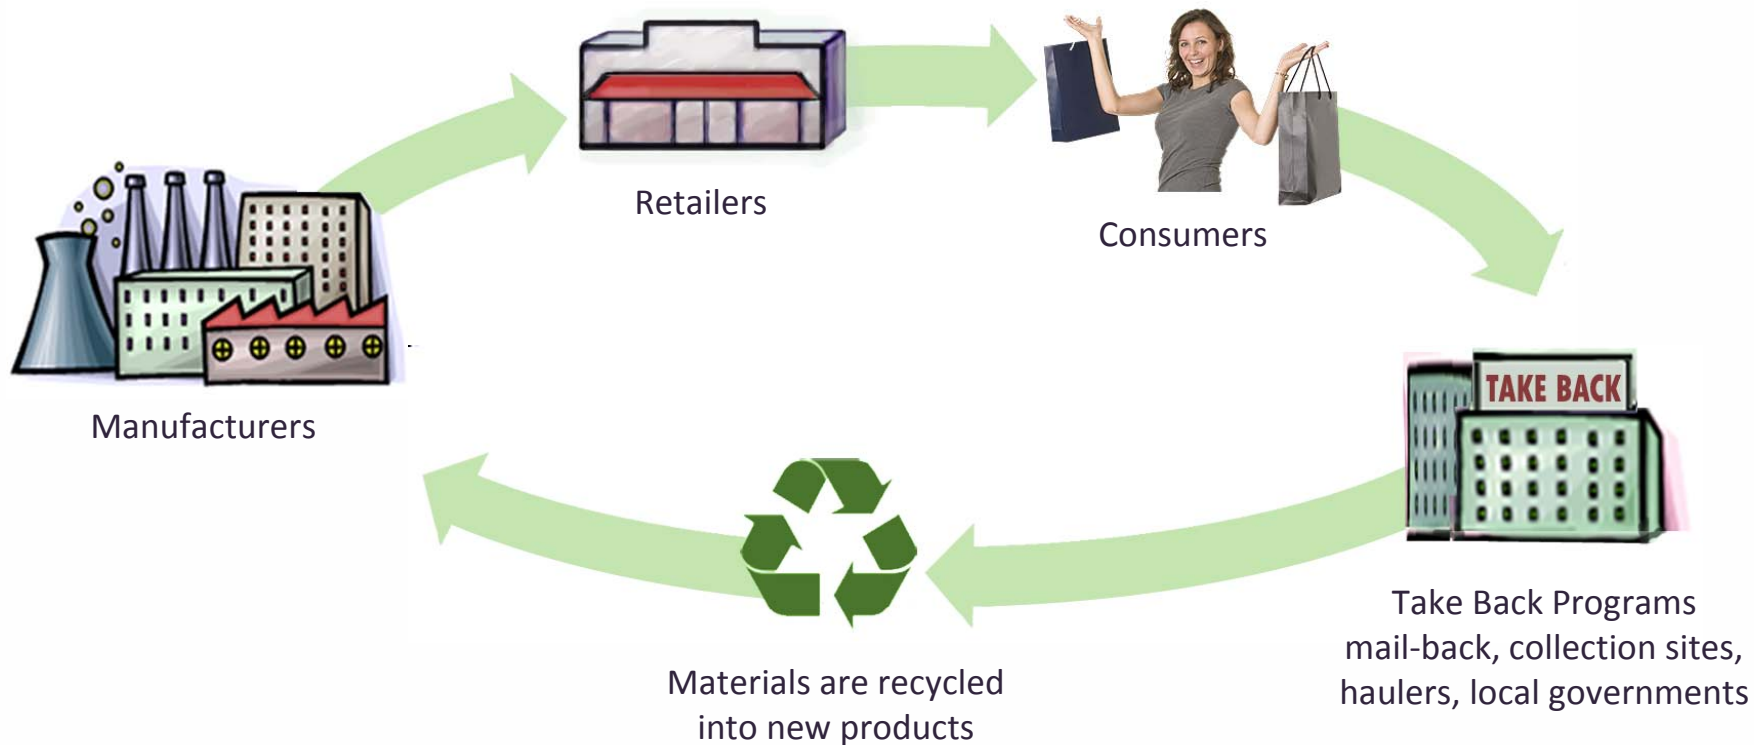 Retailers
Consumers
Manufacturers
TAKE BACK
Take Back Programs
mail-back, collection sites,
haulers, local governments
Materials are recycled
into new products